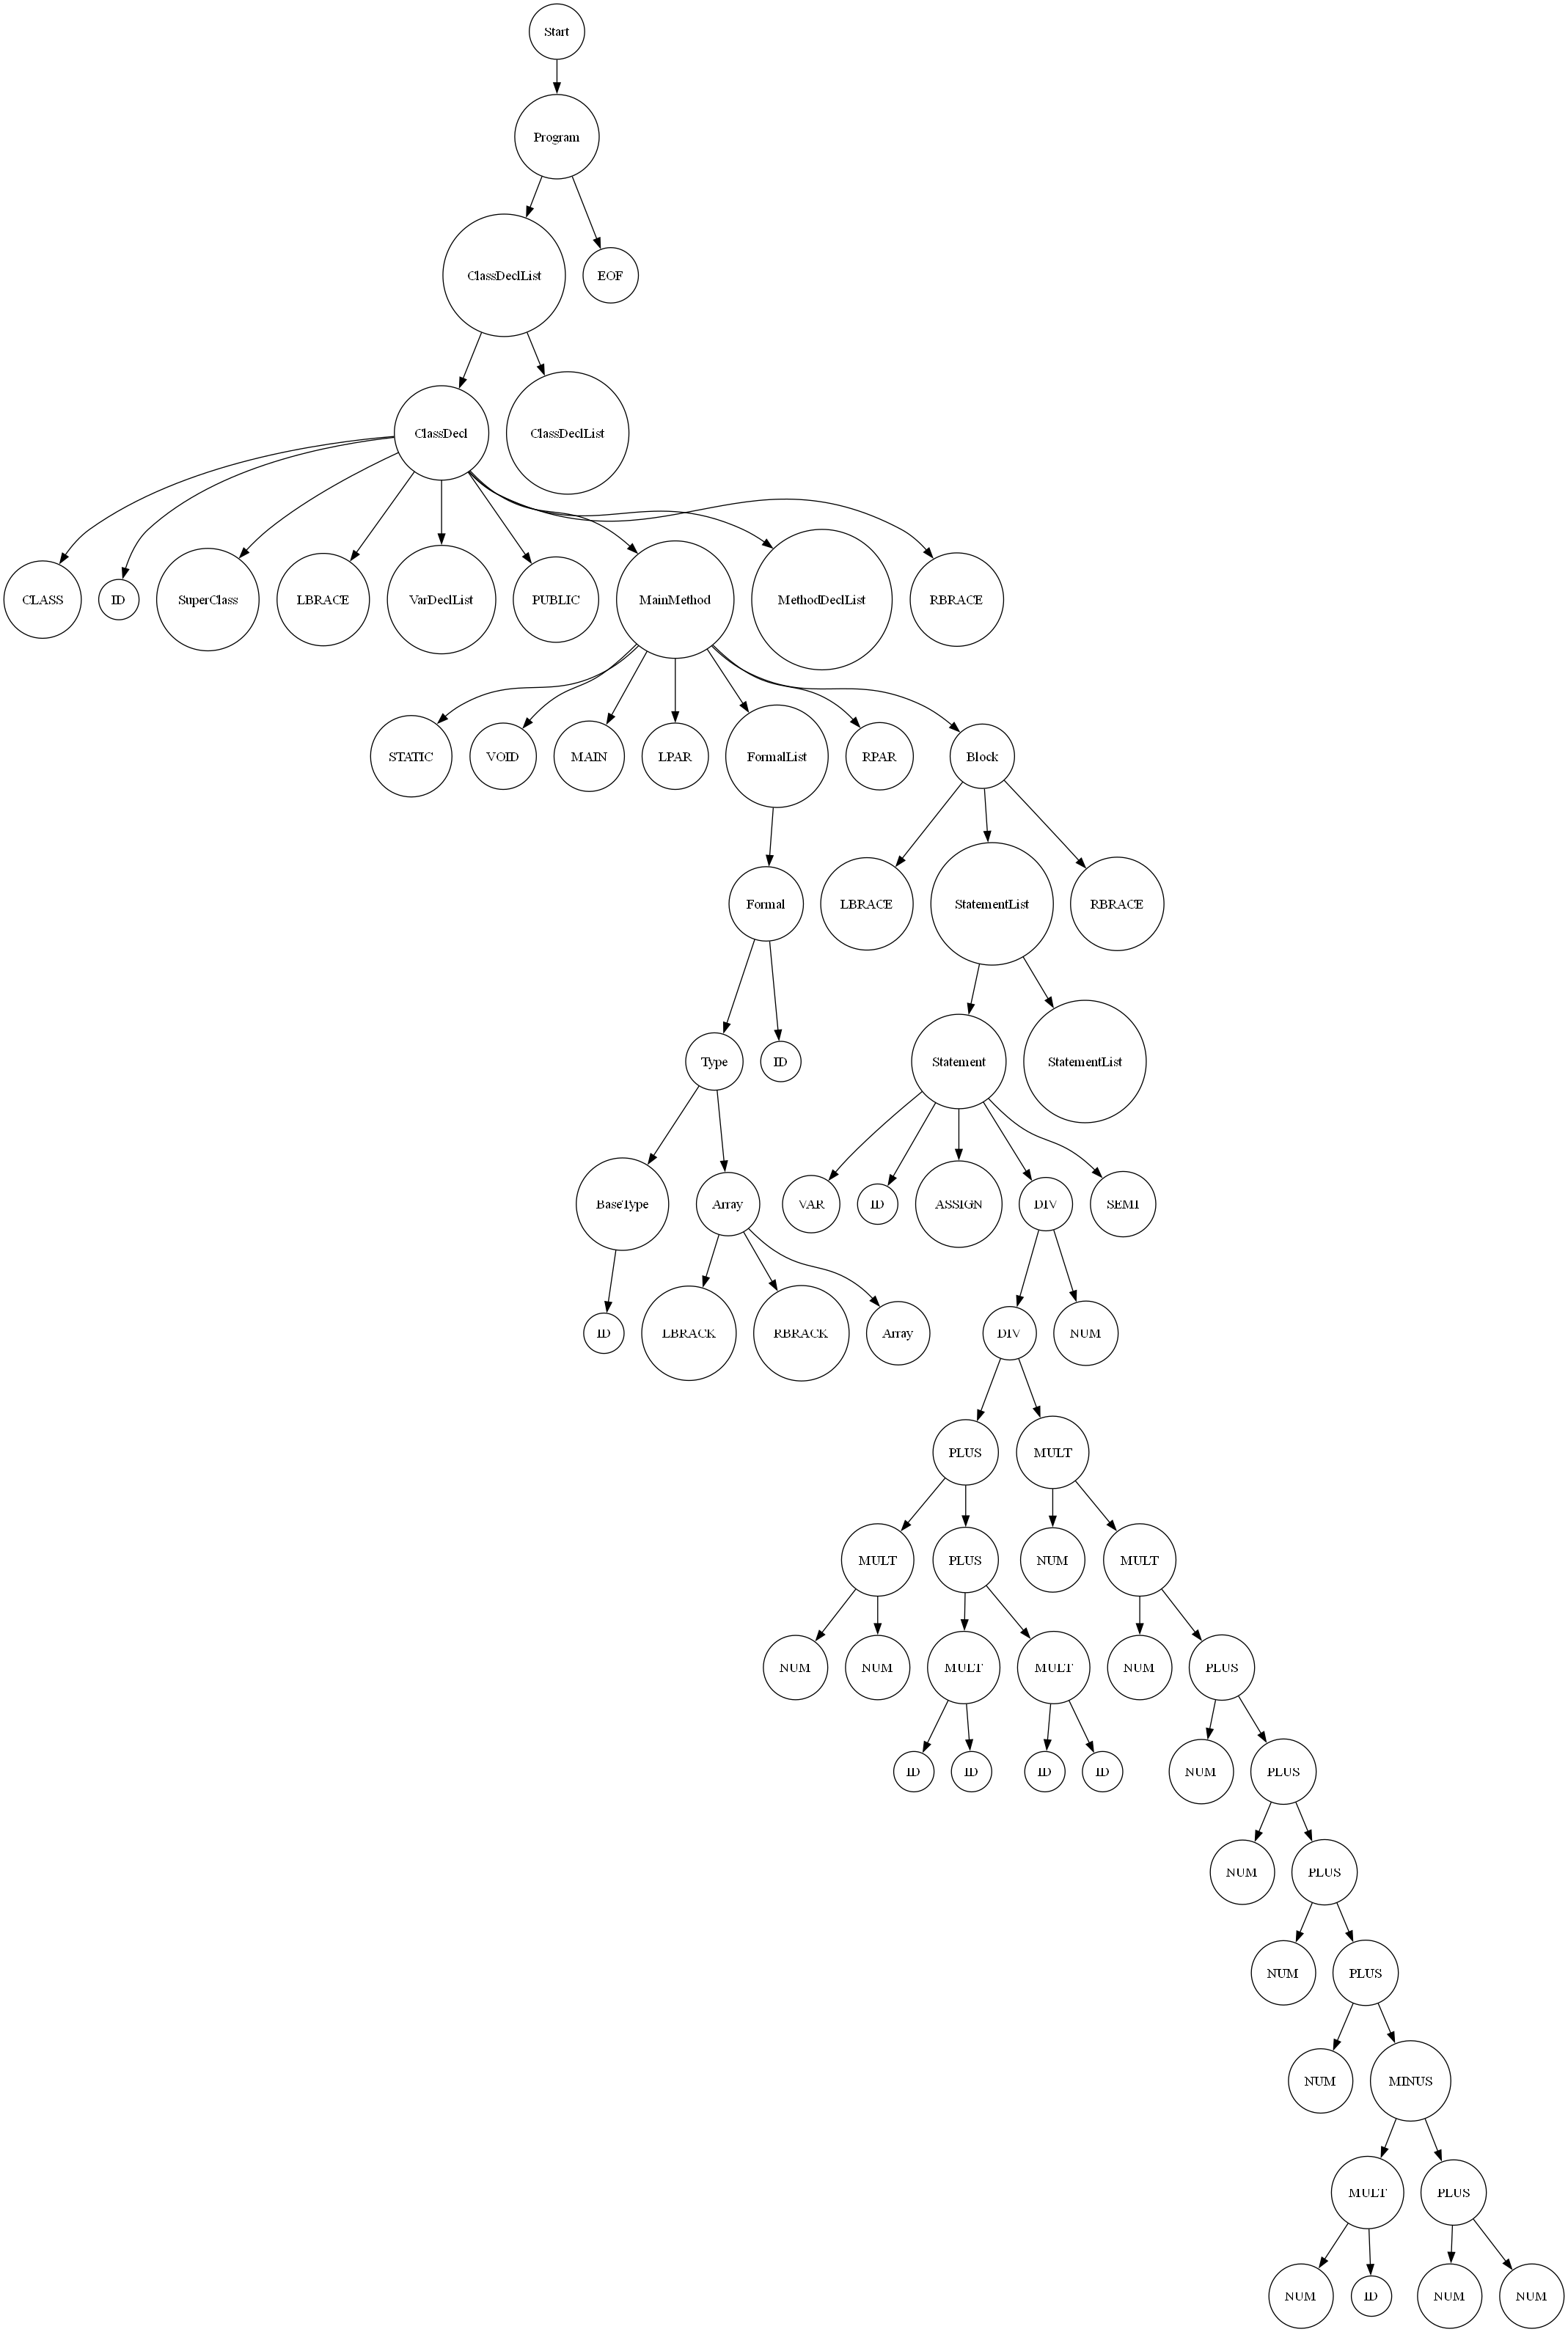 Start
Program
ClassDeclList
EOF
ClassDecl
ClassDeclList
CLASS
ID
SuperClass
LBRACE
VarDeclList
PUBLIC
MainMethod
MethodDeclList
RBRACE
STATIC
VOID
MAIN
LPAR
FormalList
RPAR
Block
Formal
LBRACE
StatementList
RBRACE
Type
ID
Statement
StatementList
BaseType
Array
VAR
ID
ASSIGN
DIV
SEMI
ID
LBRACK
RBRACK
Array
DIV
NUM
PLUS
MULT
MULT
PLUS
NUM
MULT
NUM
NUM
MULT
MULT
NUM
PLUS
ID
ID
ID
ID
NUM
PLUS
NUM
PLUS
NUM
PLUS
NUM
MINUS
MULT
PLUS
NUM
ID
NUM
NUM